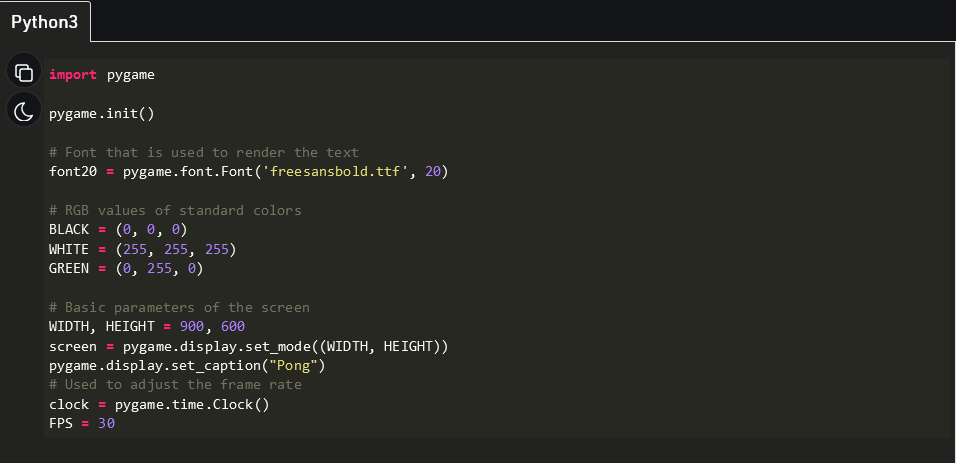 Python3
import pygame
pygame.init()
# Font that is used to render the text
font20 = pygame.font.Font('freesansbold.ttf', 20)
# RGB values of standard colors
BLACK = (0, 0, 0)
WHITE = (255, 255, 255)
GREEN = (0, 255, 0)
# Basic parameters of the screen
WIDTH, HEIGHT = 900, 600
screen = pygame.display.set_mode((WIDTH, HEIGHT))
pygame.display.set_caption("Pong")
# Used to adjust the frame rate
clock = pygame.time.Clock()
FPS = 30